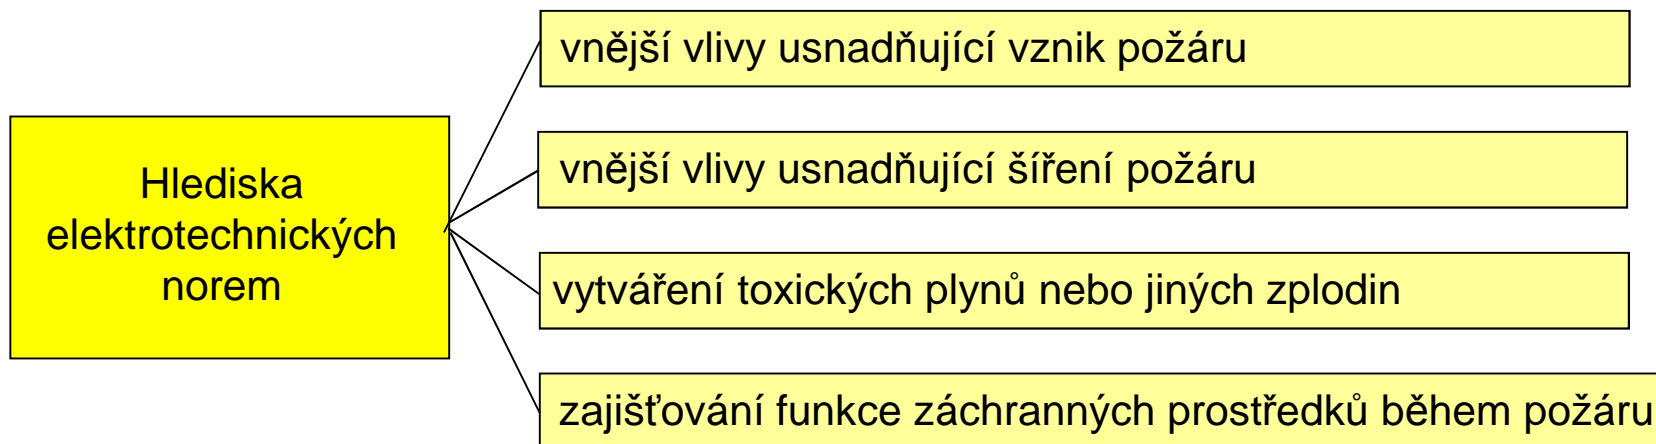 Hlediska
elektrotechnických
norem
vnější vlivy usnadňující vznik požáru
vnější vlivy usnadňující šíření požáru
vytváření toxických plynů nebo jiných zplodin
zajišťování funkce záchranných prostředků během požáru